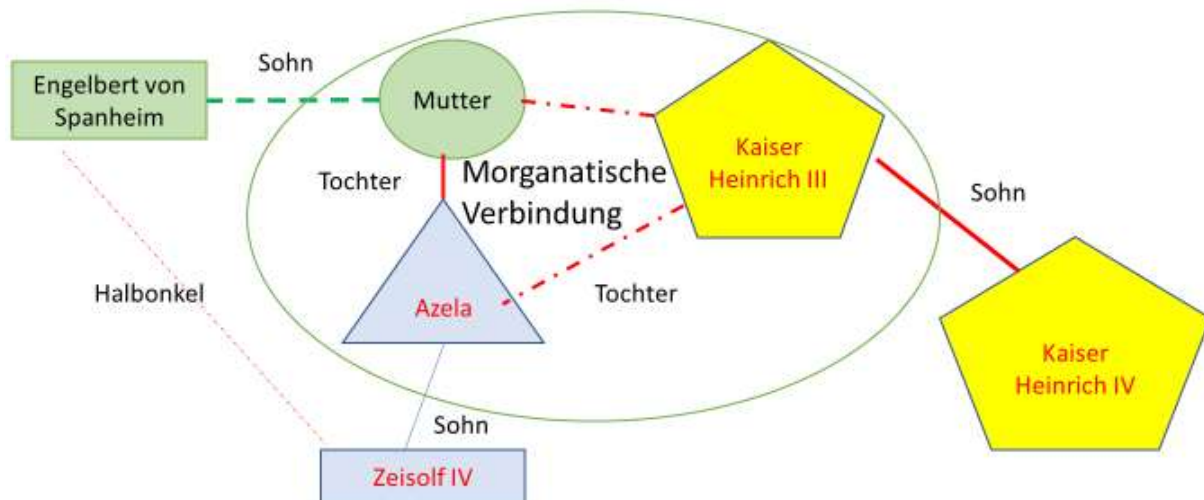 Sohn
Engelbert von
Spanheim
Mutter
Kaiser
Heinrich III
Tochter
Morganatische
Verbindung
Sohn
Halbonkel
Azela
Tochter
Kaiser
Heinrich IV
Sohn
Zeisolf IV